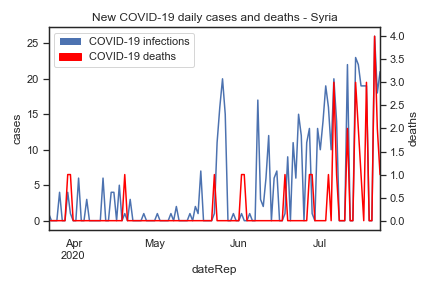 New COVID-19 daily cases and deaths - Syria
COVID-19 infections
COVID-19 deaths
cases
25
20
15
10
5
0
deaths
4.0
3.5
3.0
2.5
2.0
1.5
1.0
0.5
0.0
Apr May Jun Jul
2020
dateRep